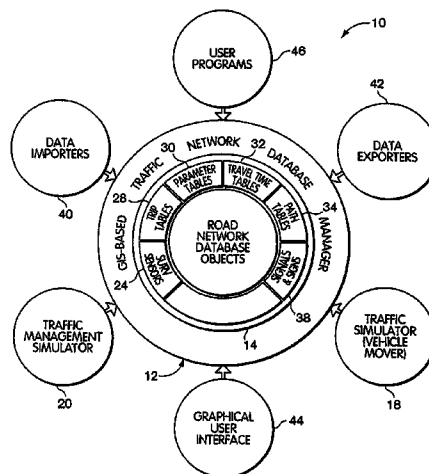 10
USER
PROGRAMS
46
42
DATA
IMPORTERS
40
DATA
EXPORTERS
GIS-BASED TRAFFIC NETWORK DATABASE MANAGER
30
32
28
34
24
38
14
12
TRIP
TABLES
PARAMETER
TABLES
TRAVEL TIME
TABLES
PATH
TABLES
SURV
SENSORS
SIGNALS
& SIGNS
ROAD
NETWORK
DATABASE
OBJECTS
TRAFFIC
MANAGEMENT
SIMULATOR
20
TRAFFIC
SIMULATOR
(VEHICLE
MOVER)
18
GRAPHICAL
USER
INTERFACE
44